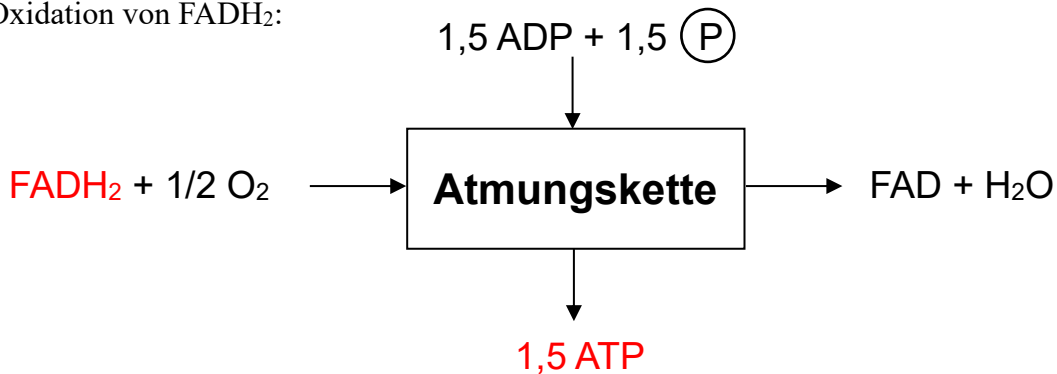 Oxidation von FADH₂:
1,5 ADP + 1,5 P
FADH₂ + 1/2 O₂
Atmungskette
FAD + H₂O
1,5 ATP